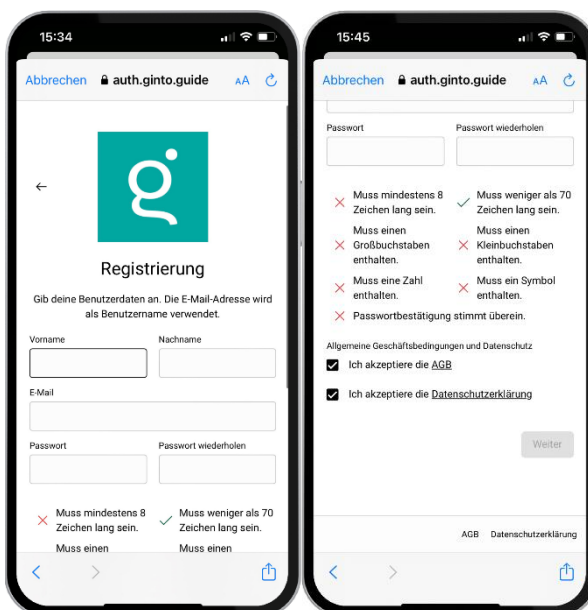 15:34
Abbrechen auth.ginto.guide AA
g
Registrierung
Gib deine Benutzerdaten an. Die E-Mail-Adresse wird
als Benutzername verwendet.
Vorname Nachname
E-Mail
Passwort Passwort wiederholen
Muss mindestens 8 Muss weniger als 70
Zeichen lang sein. Zeichen lang sein.
Muss einen Muss einen
15:45
Abbrechen auth.ginto.guide AA
Passwort Passwort wiederholen
Muss mindestens 8 Muss weniger als 70
Zeichen lang sein. Zeichen lang sein.
Muss einen Muss einen
Großbuchstaben Kleinbuchstaben
enthalten. enthalten.
Muss eine Zahl Muss ein Symbol
enthalten. enthalten.
Passwortbestätigung stimmt überein.
Allgemeine Geschäftsbedingungen und Datenschutz
Ich akzeptiere die AGB
Ich akzeptiere die Datenschutzerklärung
Weiter
AGB Datenschutzerklärung